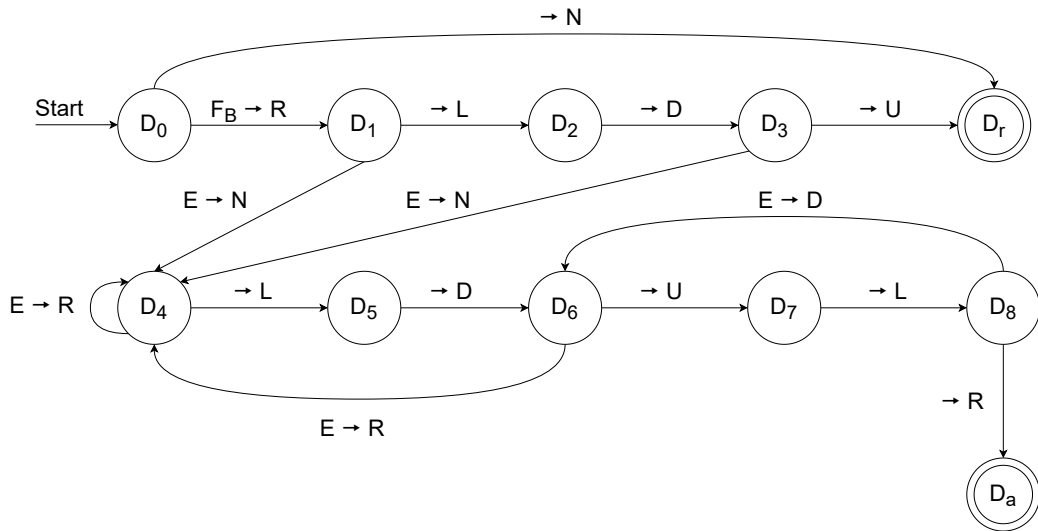 → N
Start
D0
FB → R
D1
→ L
D2
→ D
D3
→ U
Dr
E → N
E → N
E → D
E → R
D4
→ L
D5
→ D
D6
→ U
D7
→ L
D8
E → R
→ R
Da